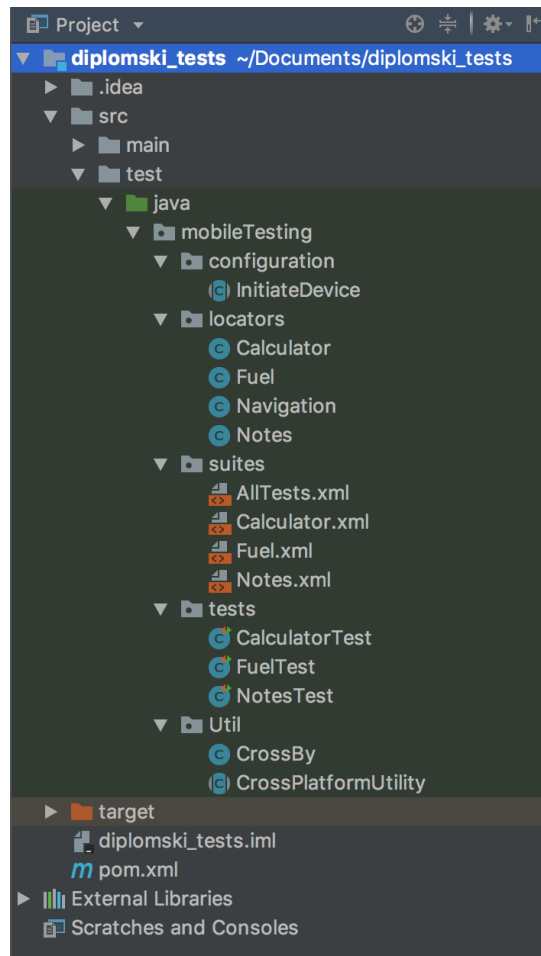 Project
diplomski_tests ~/Documents/diplomski_tests
.idea
src
main
test
java
mobileTesting
configuration
InitiateDevice
locators
Calculator
Fuel
Navigation
Notes
suites
AllTests.xml
Calculator.xml
Fuel.xml
Notes.xml
tests
CalculatorTest
FuelTest
NotesTest
Util
CrossBy
CrossPlatformUtility
target
diplomski_tests.iml
pom.xml
External Libraries
Scratches and Consoles